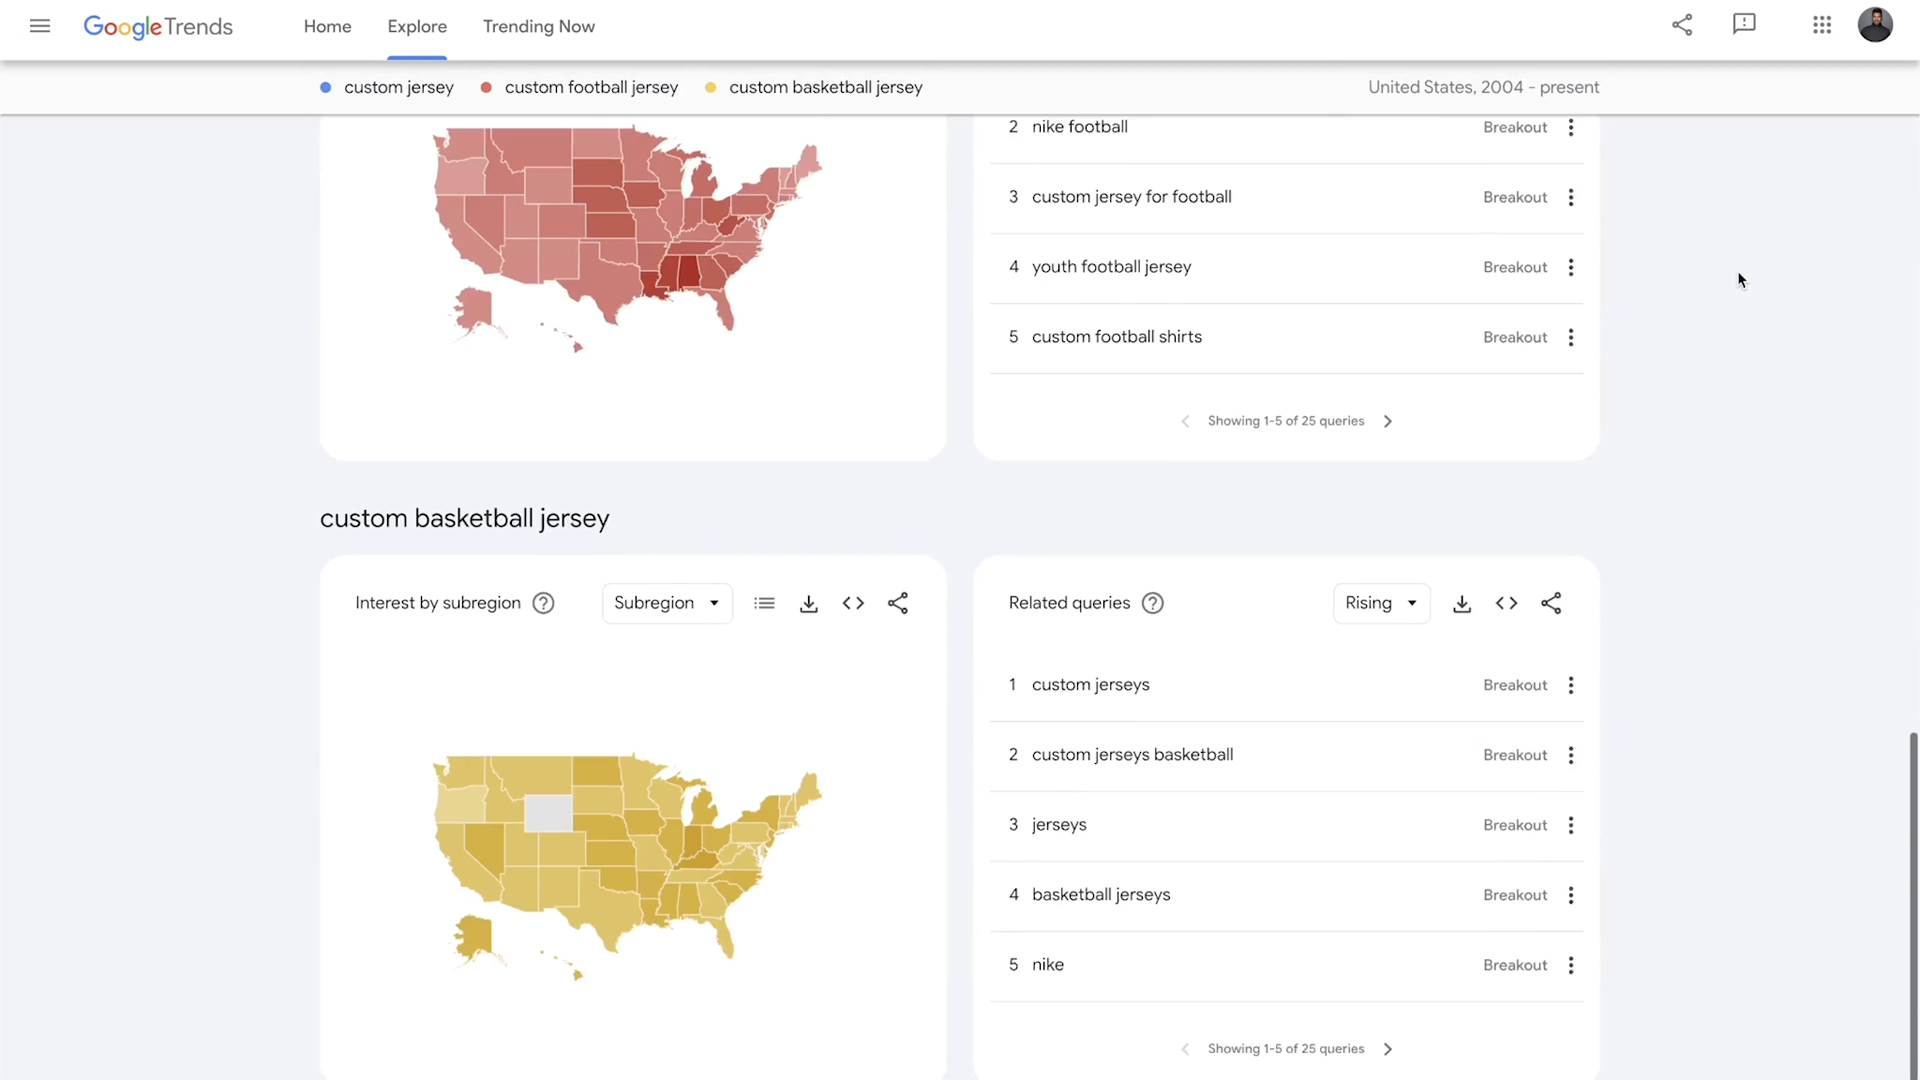 Google Trends
Home
Explore
Trending Now
custom jersey
custom football jersey
custom basketball jersey
United States, 2004 - present
2 nike football Breakout
3 custom jersey for football Breakout
4 youth football jersey Breakout
5 custom football shirts Breakout
Showing 1-5 of 25 queries
custom basketball jersey
Interest by subregion
Subregion
Related queries
Rising
1 custom jerseys Breakout
2 custom jerseys basketball Breakout
3 jerseys Breakout
4 basketball jerseys Breakout
5 nike Breakout
Showing 1-5 of 25 queries